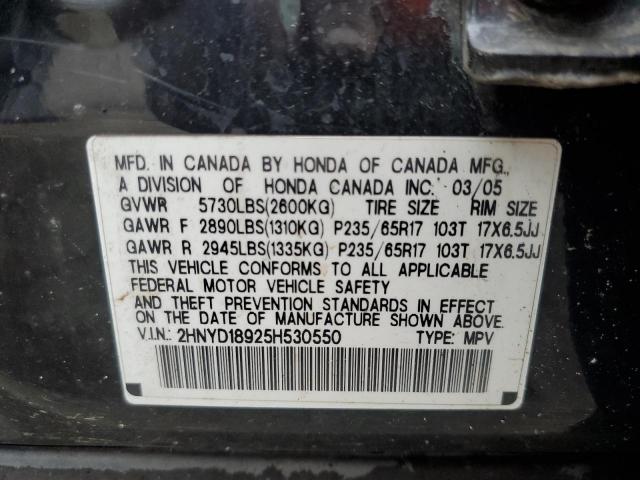 MFD. IN CANADA BY HONDA OF CANADA MFG.,
A DIVISION OF HONDA CANADA INC. 03/05
GVWR 5730LBS(2600KG) TIRE SIZE RIM SIZE
GAWR F 2890LBS(1310KG) P235/65R17 103T 17X6.5JJ
GAWR R 2945LBS(1335KG) P235/65R17 103T 17X6.5JJ
THIS VEHICLE CONFORMS TO ALL APPLICABLE
FEDERAL MOTOR VEHICLE SAFETY
AND THEFT PREVENTION STANDARDS IN EFFECT
ON THE DATE OF MANUFACTURE SHOWN ABOVE.
V.I.N.: 2HNYD18925H530550 TYPE: MPV